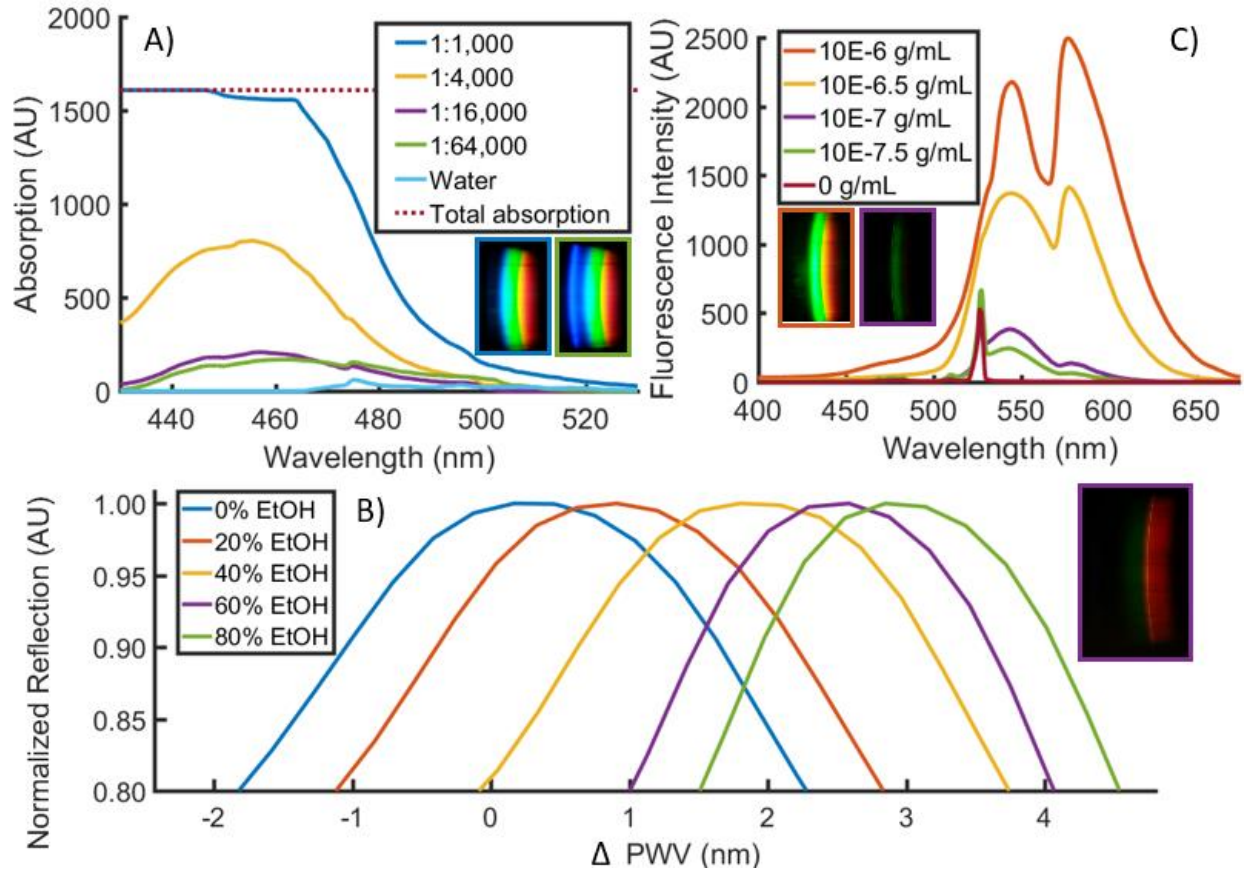 A)
2000
1500
1000
500
0
Absorption (AU)
1:1,000
1:4,000
1:16,000
1:64,000
Water
Total absorption
440 460 480 500 520
Wavelength (nm)
C)
2500
2000
1500
1000
500
0
Fluorescence Intensity (AU)
10E-6 g/mL
10E-6.5 g/mL
10E-7 g/mL
10E-7.5 g/mL
0 g/mL
400 450 500 550 600 650
Wavelength (nm)
B)
1.00
0.95
0.90
0.85
0.80
Normalized Reflection (AU)
0% EtOH
20% EtOH
40% EtOH
60% EtOH
80% EtOH
-2 -1 0 1 2 3 4
Δ PWV (nm)